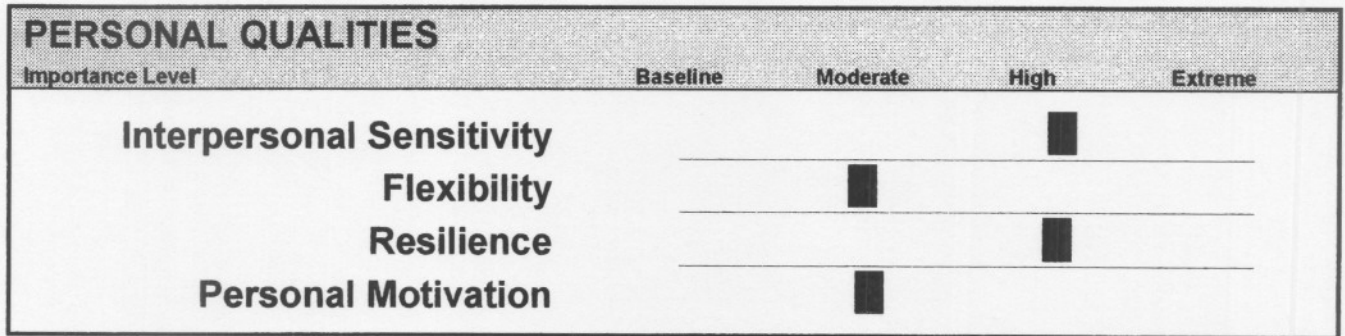 PERSONAL QUALITIES
Importance Level Baseline Moderate High Extreme
Interpersonal Sensitivity
Flexibility
Resilience
Personal Motivation